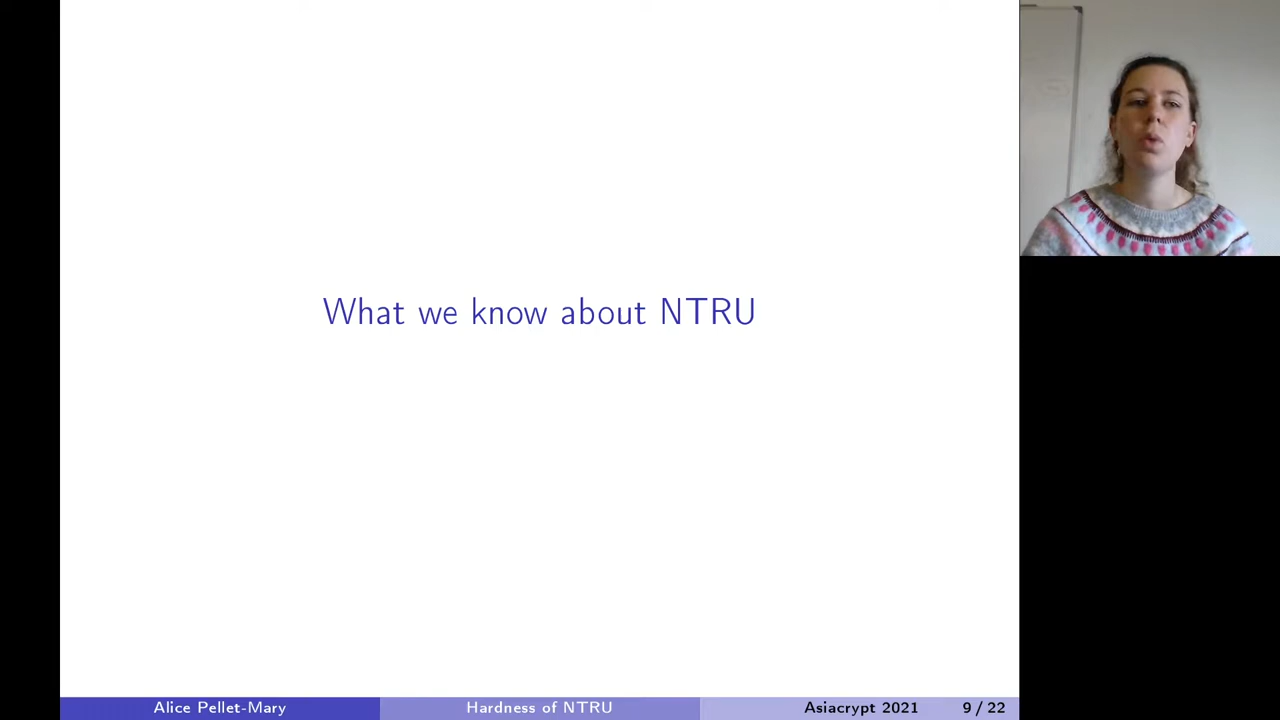 What we know about NTRU
Alice Pellet-Mary Hardness of NTRU Asiacrypt 2021 9 / 22